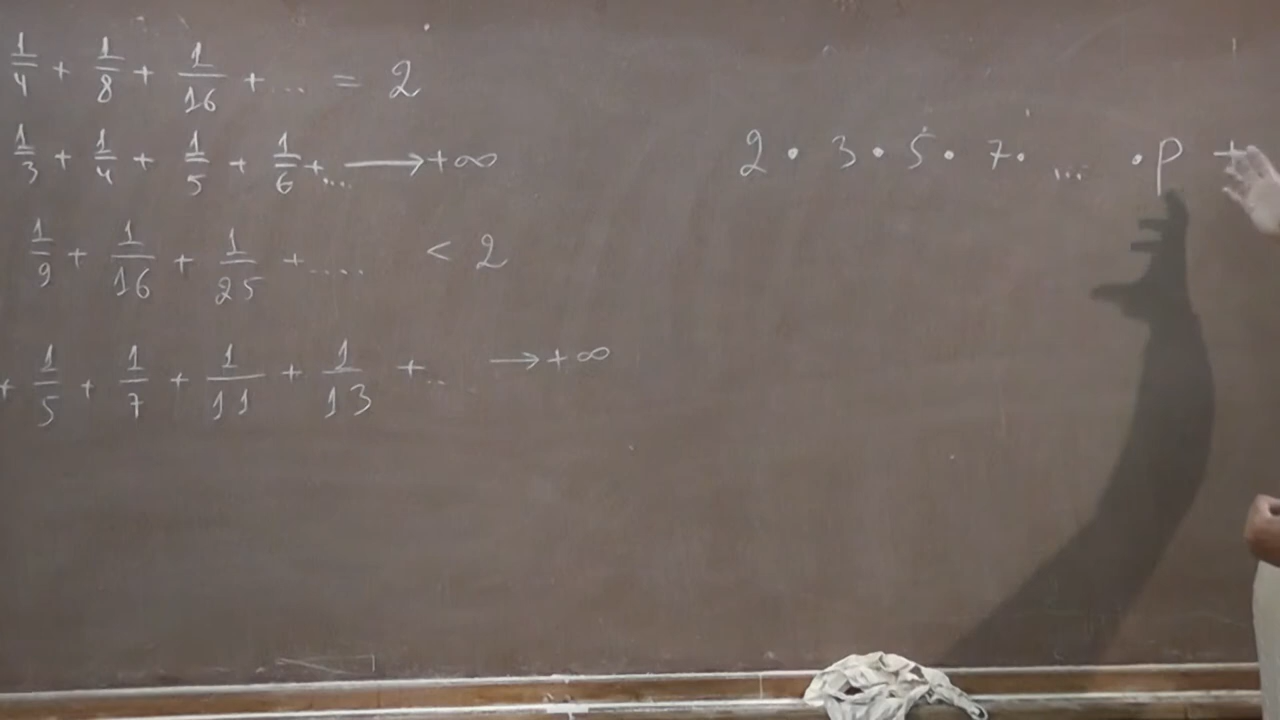 1/4 + 1/8 + 1/16 + ... = 2
1/3 + 1/4 + 1/5 + 1/6 + .... ⟶ +∞
1/9 + 1/16 + 1/25 + ..... < 2
+ 1/5 + 1/7 + 1/11 + 1/13 + .. → +∞
2 · 3 · 5 · 7 · ... · p +